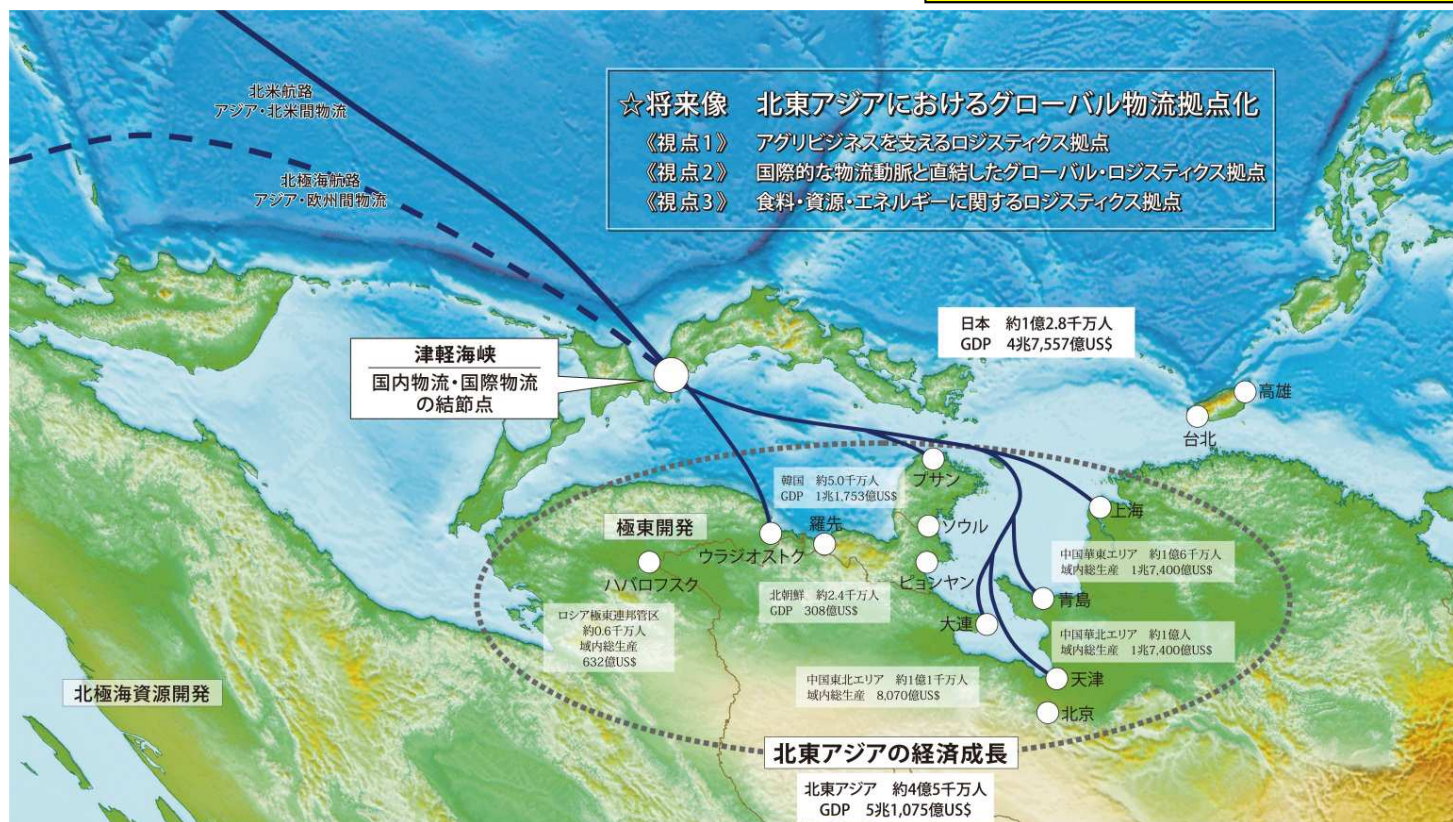 北米航路
アジア・北米間物流
北極海航路
アジア・欧州間物流
☆将来像　北東アジアにおけるグローバル物流拠点化
《視点1》　アグリビジネスを支えるロジスティクス拠点
《視点2》　国際的な物流動脈と直結したグローバル・ロジスティクス拠点
《視点3》　食料・資源・エネルギーに関するロジスティクス拠点
津軽海峡
国内物流・国際物流
の結節点
日本　約1億2.8千万人
GDP　4兆7,557億US$
高雄
台北
韓国　約5.0千万人
GDP　1兆1,753億US$
プサン
ソウル
ピョンヤン
上海
極東開発
ウラジオストク
羅先
ハバロフスク
中国華東エリア　約1億6千万人
域内総生産　1兆7,400億US$
青島
北朝鮮　約2.4千万人
GDP　308億US$
大連
ロシア極東連邦管区
約0.6千万人
域内総生産
632億US$
中国華北エリア　約1億人
域内総生産　1兆7,400億US$
天津
中国東北エリア　約1億1千万人
域内総生産　8,070億US$
北京
北極海資源開発
北東アジアの経済成長
北東アジア　約4億5千万人
GDP　5兆1,075億US$